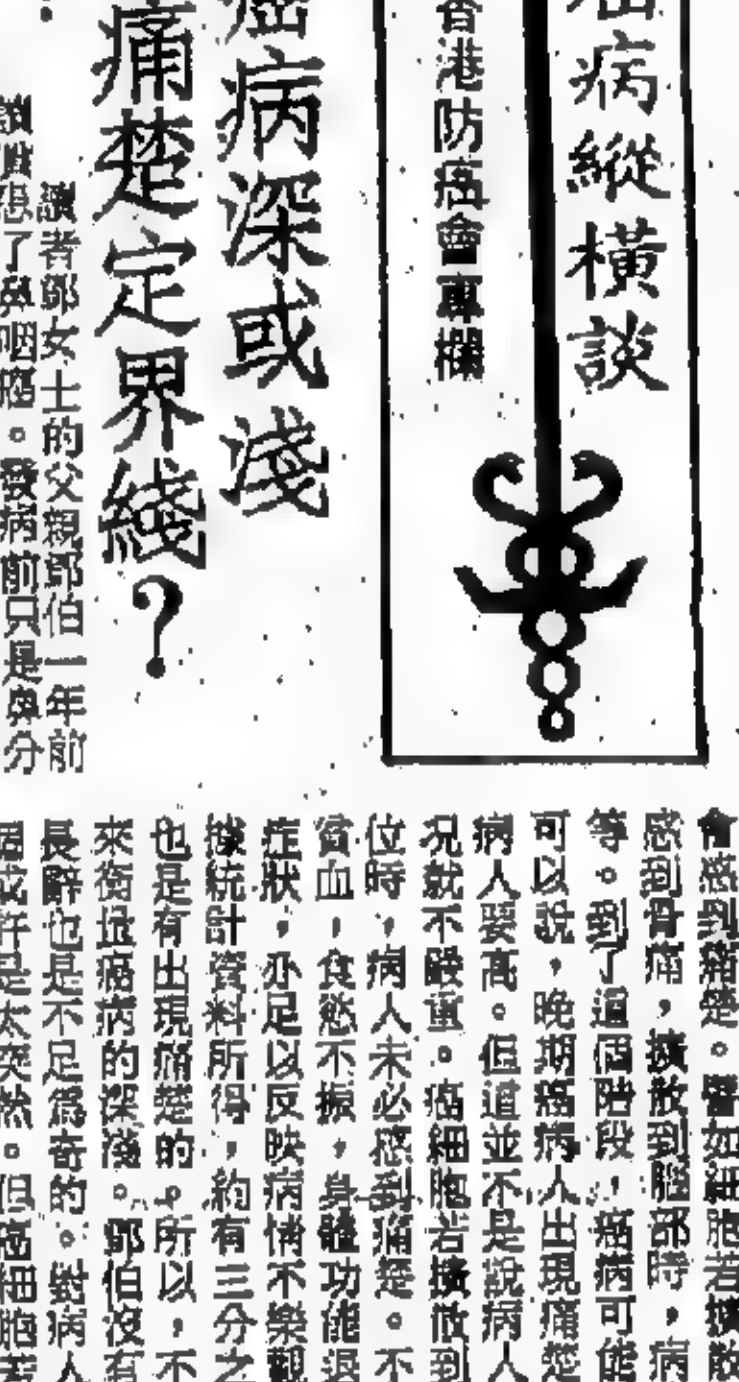 癌病縱橫談
香港防癌會專欄
癌病深或淺
痛楚定界綫？
讀者鄧女士的父親鄧伯一年前
患了鼻咽癌。發病前只是鼻分
會感到痛楚。譬如細胞若擴散
感到骨痛，擴散到腦部時，病
等。到了這個階段，癌病可能
可以說，晚期癌病人出現痛楚
病人要高。但這並不是說病人
況就不嚴重。癌細胞若擴散到
位時，病人未必感到痛楚。不
貧血，食慾不振，身體功能退
症狀，亦足以反映病情不樂觀
據統計資料所得，約有三分之
也是有出現痛楚的。所以，不
來衡量癌病的深淺。鄧伯沒有
長辭也是不足爲奇的。對病人
或許是太突然。但癌細胞若